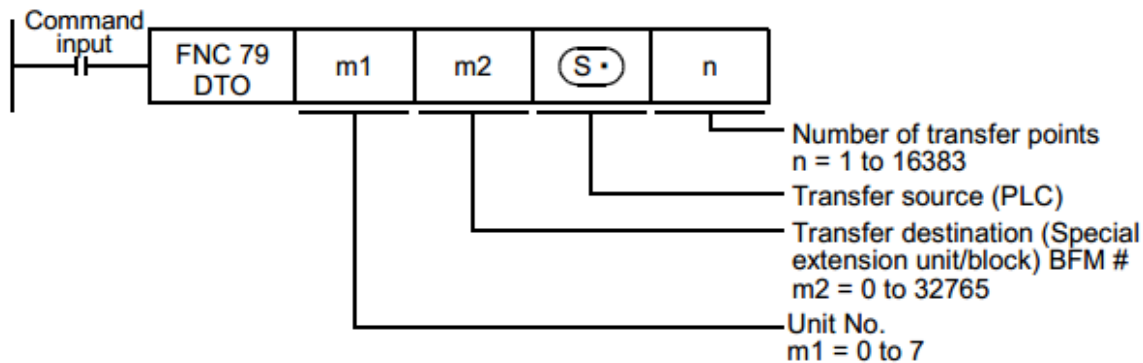 Command
input
FNC 79
DTO
m1
m2
S •
n
Number of transfer points
n = 1 to 16383
Transfer source (PLC)
Transfer destination (Special
extension unit/block) BFM #
m2 = 0 to 32765
Unit No.
m1 = 0 to 7